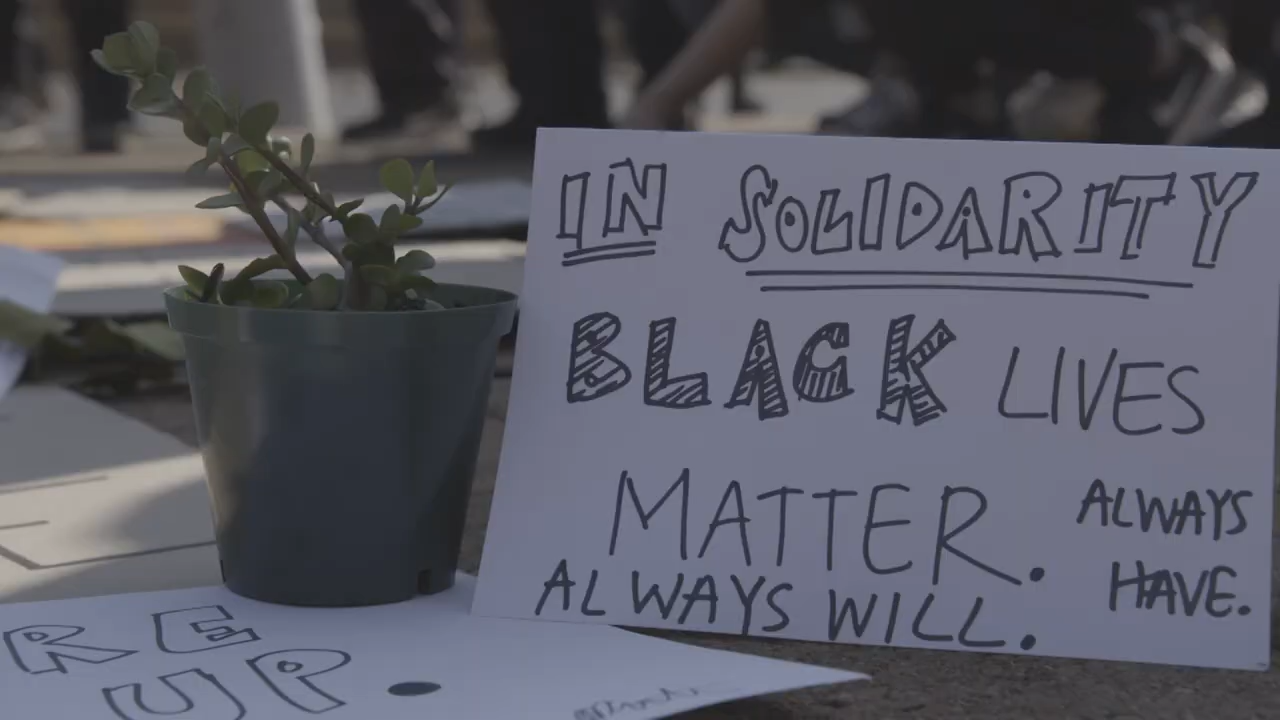 IN SOLIDARITY
BLACK LIVES
MATTER. ALWAYS
HAVE.
ALWAYS WILL.
RE
UP.